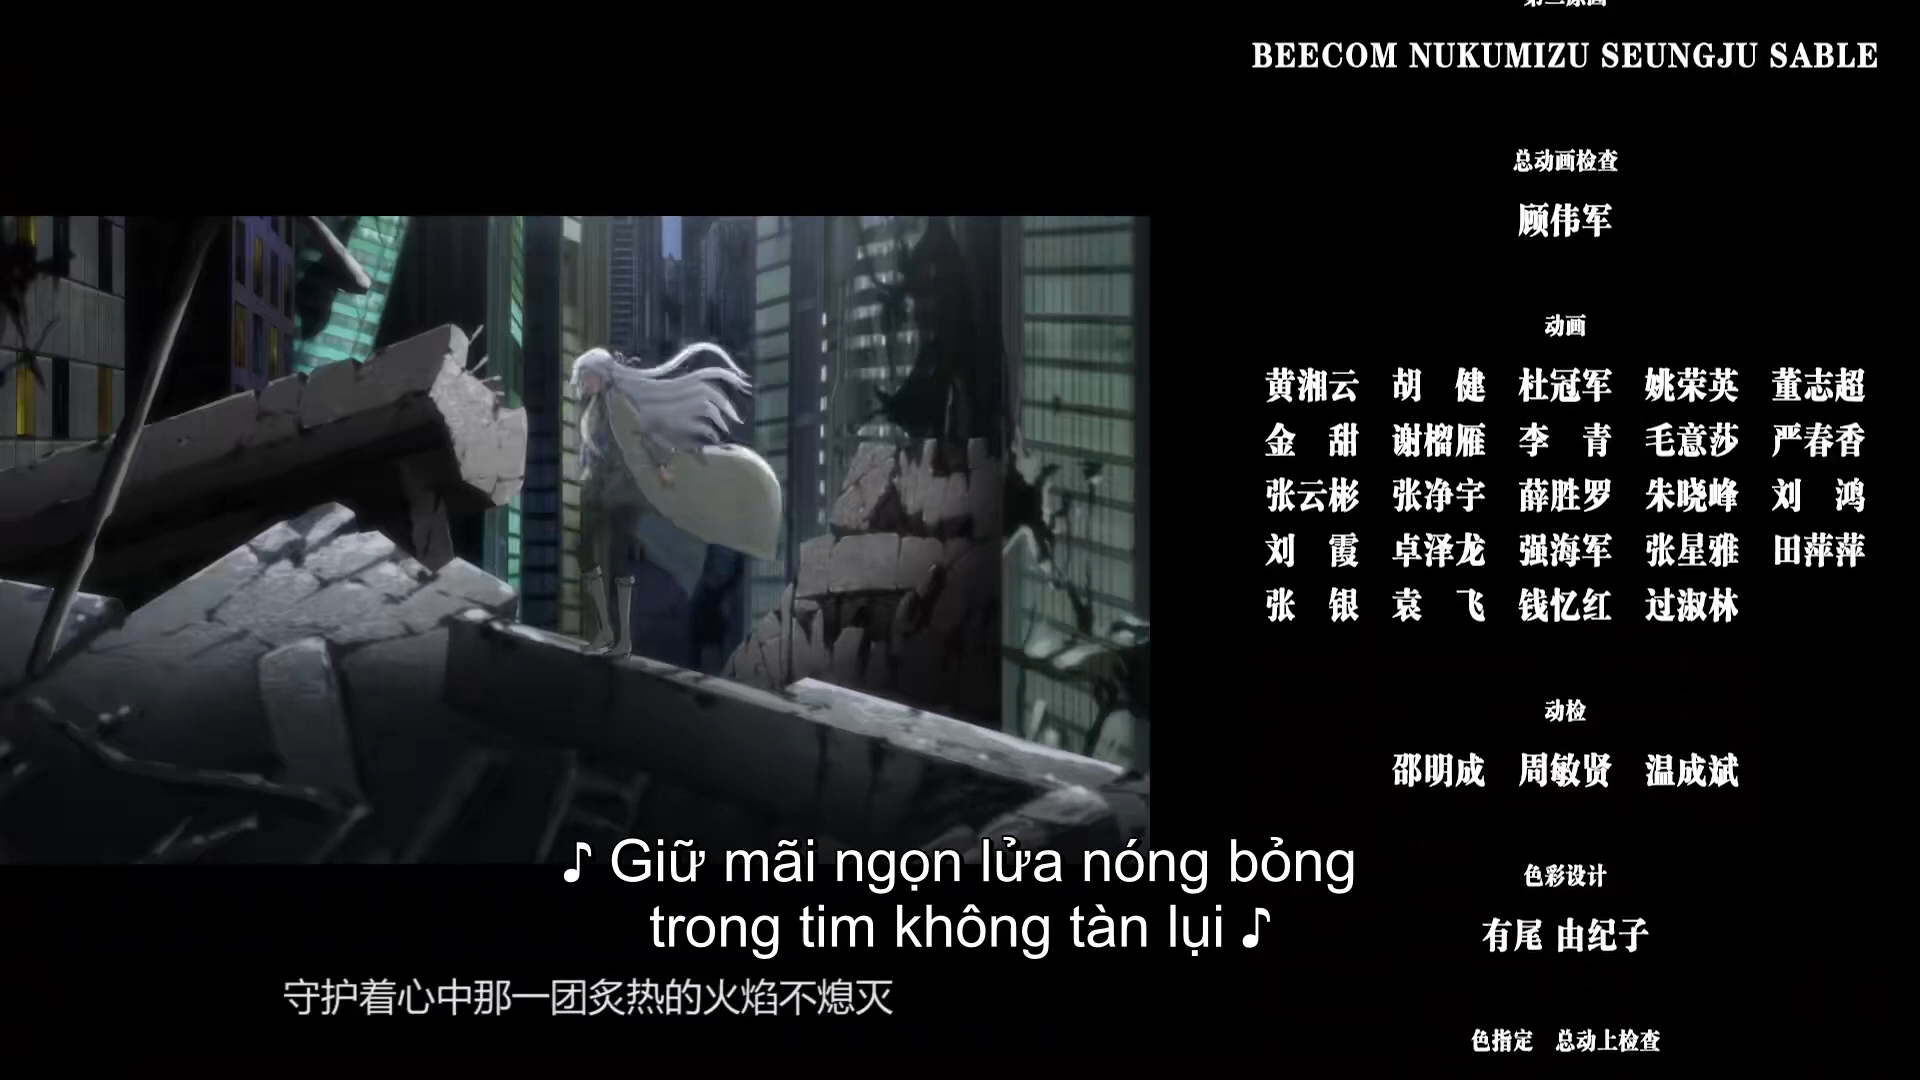 BEECOM NUKUMIZU SEUNGJU SABLE
总动画检查
顾伟军
动画
黄湘云 胡 健 杜冠军 姚荣英 董志超
金 甜 谢榴雁 李 青 毛意莎 严春香
张云彬 张净宇 薛胜罗 朱晓峰 刘 鸿
刘 霞 卓泽龙 强海军 张星雅 田萍萍
张 银 袁 飞 钱忆红 过淑林
动检
邵明成 周敏贤 温成斌
色彩设计
有尾 由纪子
色指定 总动上检查
♪ Giữ mãi ngọn lửa nóng bỏng
trong tim không tàn lụi ♪
守护着心中那一团炙热的火焰不熄灭